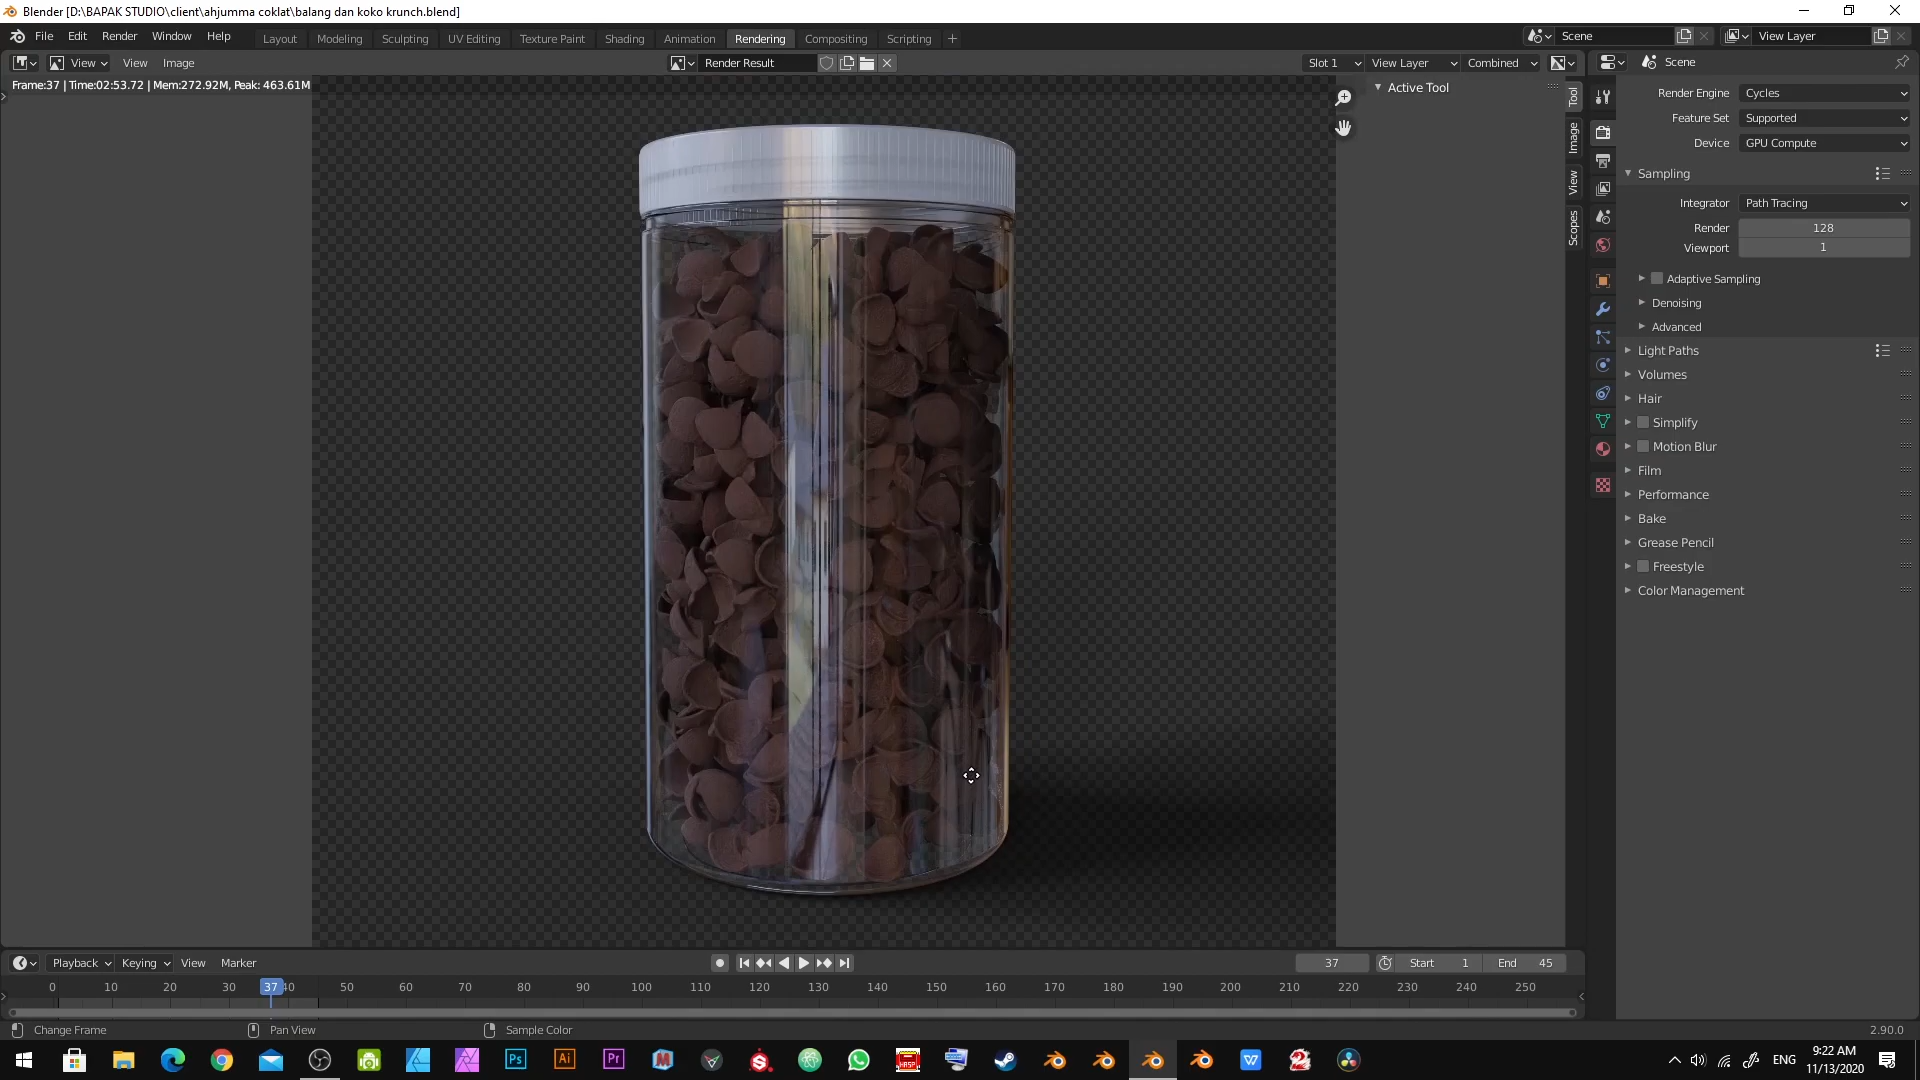 Blender [D:\BAPAK STUDIO\client\ahjumma coklat\balang dan koko krunch.blend]
File Edit Render Window Help
Layout Modeling Sculpting UV Editing Texture Paint Shading Animation Rendering Compositing Scripting +
Scene
View Layer
View View Image
Render Result
Slot 1 View Layer Combined
Scene
Frame:37 | Time:02:53.72 | Mem:272.92M, Peak: 463.61M
Active Tool
Tool
Image
View
Scopes
Render Engine Cycles
Feature Set Supported
Device GPU Compute
Sampling
Integrator Path Tracing
Render 128
Viewport 1
Adaptive Sampling
Denoising
Advanced
Light Paths
Volumes
Hair
Simplify
Motion Blur
Film
Performance
Bake
Grease Pencil
Freestyle
Color Management
Playback Keying View Marker
37 Start 1 End 45
0 10 20 30 37 40 50 60 70 80 90 100 110 120 130 140 150 160 170 180 190 200 210 220 230 240 250
Change Frame Pan View Sample Color 2.90.0
Ps Ai Pr
HASP
W
ENG
9:22 AM
11/13/2020